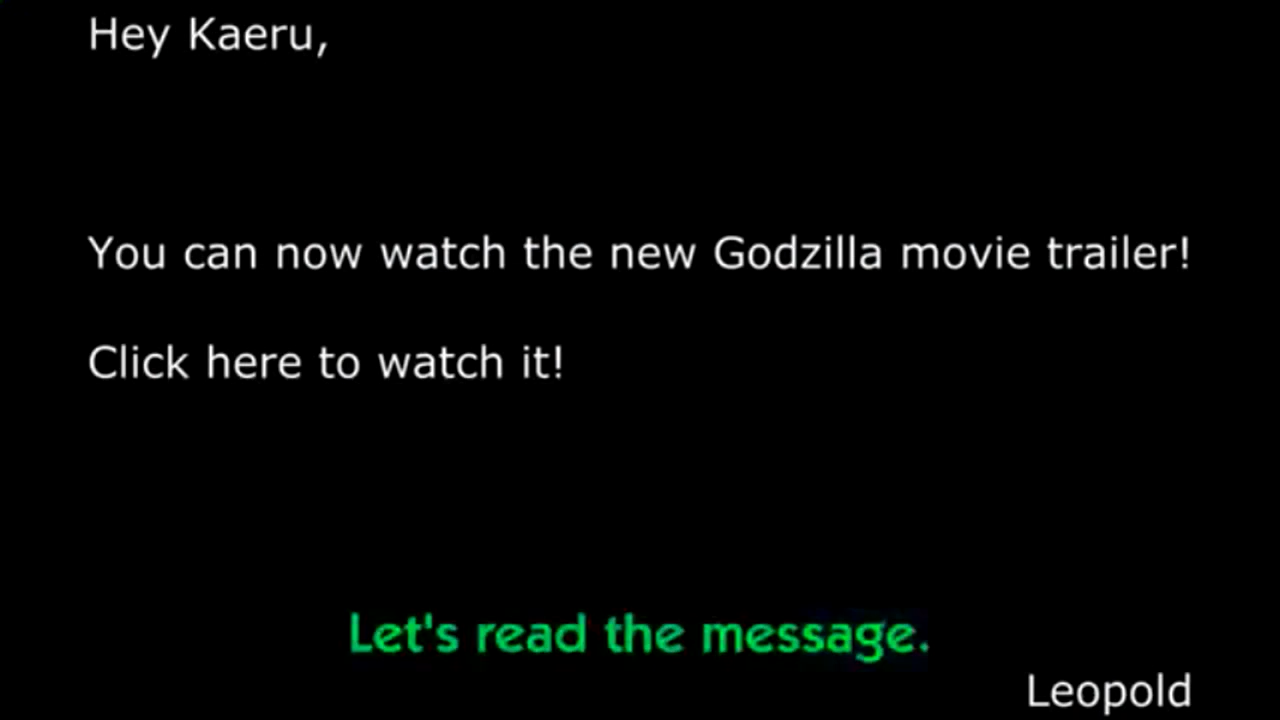 Hey Kaeru,
You can now watch the new Godzilla movie trailer!
Click here to watch it!
Let's read the message.
Leopold